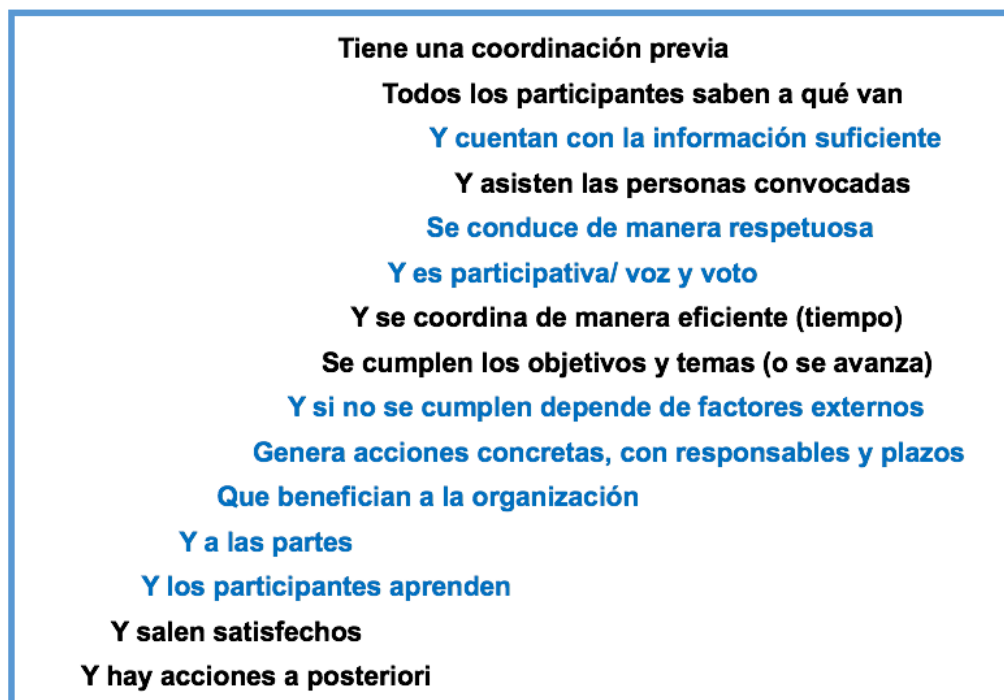 Tiene una coordinación previa
Todos los participantes saben a qué van
Y cuentan con la información suficiente
Y asisten las personas convocadas
Se conduce de manera respetuosa
Y es participativa/ voz y voto
Y se coordina de manera eficiente (tiempo)
Se cumplen los objetivos y temas (o se avanza)
Y si no se cumplen depende de factores externos
Genera acciones concretas, con responsables y plazos
Que benefician a la organización
Y a las partes
Y los participantes aprenden
Y salen satisfechos
Y hay acciones a posteriori